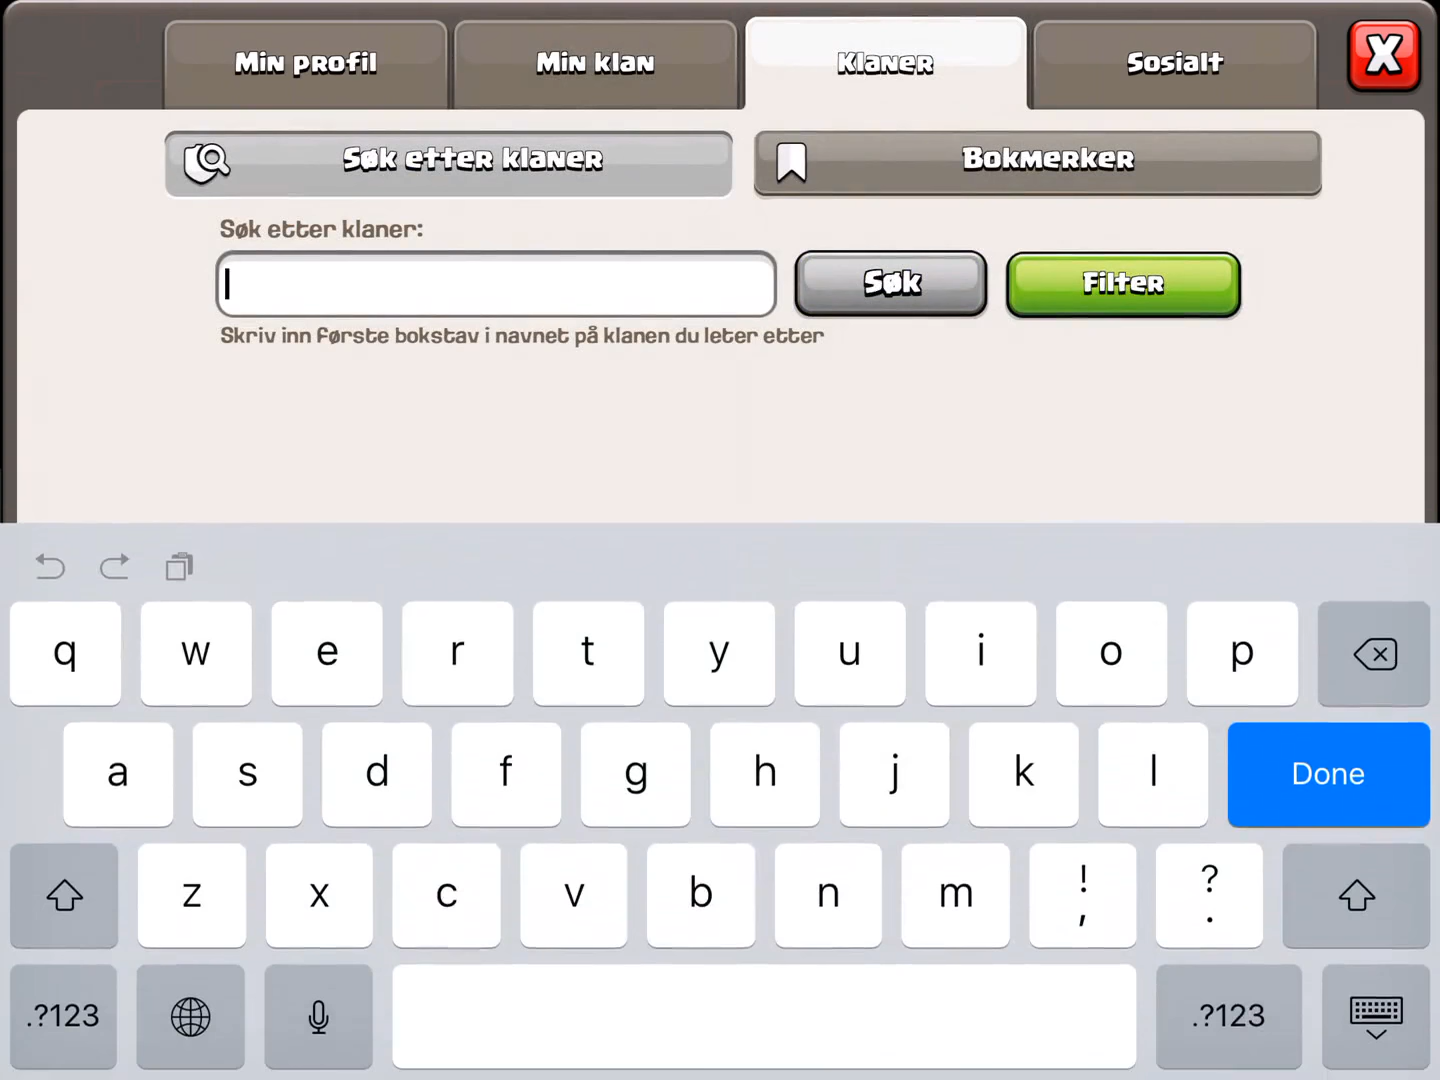 Min profil
Min klan
Klaner
Sosialt
X
Søk etter klaner
Bokmerker
Søk etter klaner:
Søk
Filter
Skriv inn første bokstav i navnet på klanen du leter etter
q w e r t y u i o p
a s d f g h j k l Done
z x c v b n m ! , ? .
.?123 .?123